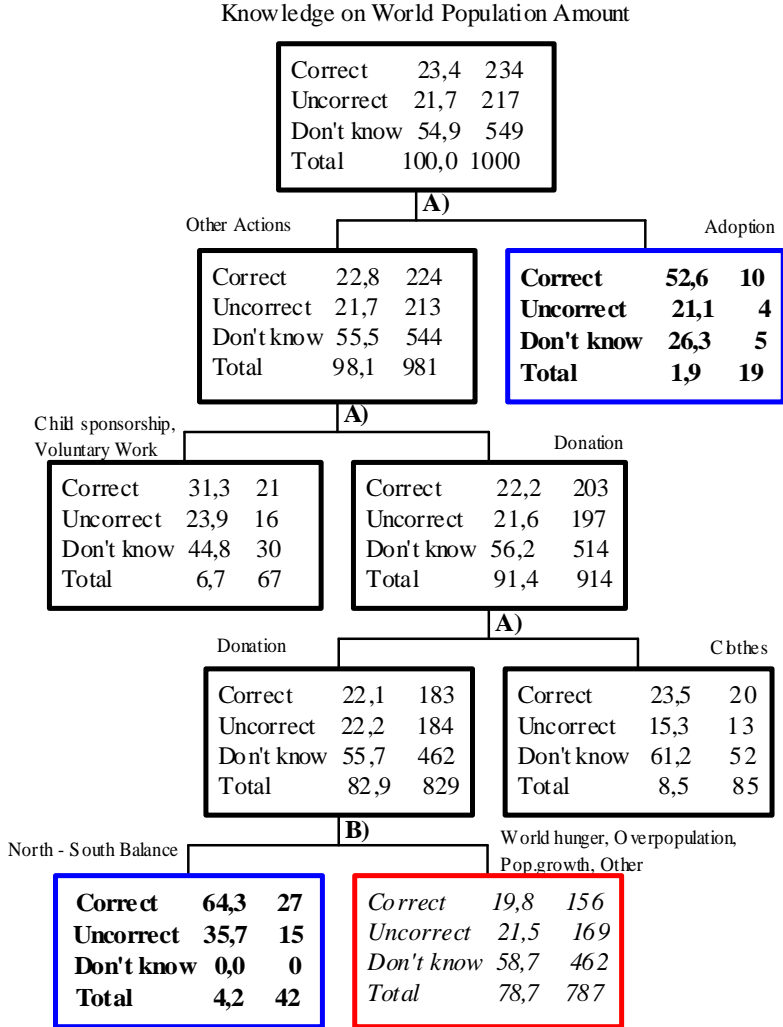 Knowledge on World Population Amount
Correct 23,4 234
Uncorrect 21,7 217
Don't know 54,9 549
Total 100,0 1000
A)
Other Actions
Adoption
Correct 22,8 224
Uncorrect 21,7 213
Don't know 55,5 544
Total 98,1 981
Correct 52,6 10
Uncorrect 21,1 4
Don't know 26,3 5
Total 1,9 19
A)
Child sponsorship,
Voluntary Work
Donation
Correct 31,3 21
Uncorrect 23,9 16
Don't know 44,8 30
Total 6,7 67
Correct 22,2 203
Uncorrect 21,6 197
Don't know 56,2 514
Total 91,4 914
A)
Donation
Clothes
Correct 22,1 183
Uncorrect 22,2 184
Don't know 55,7 462
Total 82,9 829
Correct 23,5 20
Uncorrect 15,3 13
Don't know 61,2 52
Total 8,5 85
B)
North - South Balance
World hunger, Overpopulation,
Pop.growth, Other
Correct 64,3 27
Uncorrect 35,7 15
Don't know 0,0 0
Total 4,2 42
Correct 19,8 156
Uncorrect 21,5 169
Don't know 58,7 462
Total 78,7 787